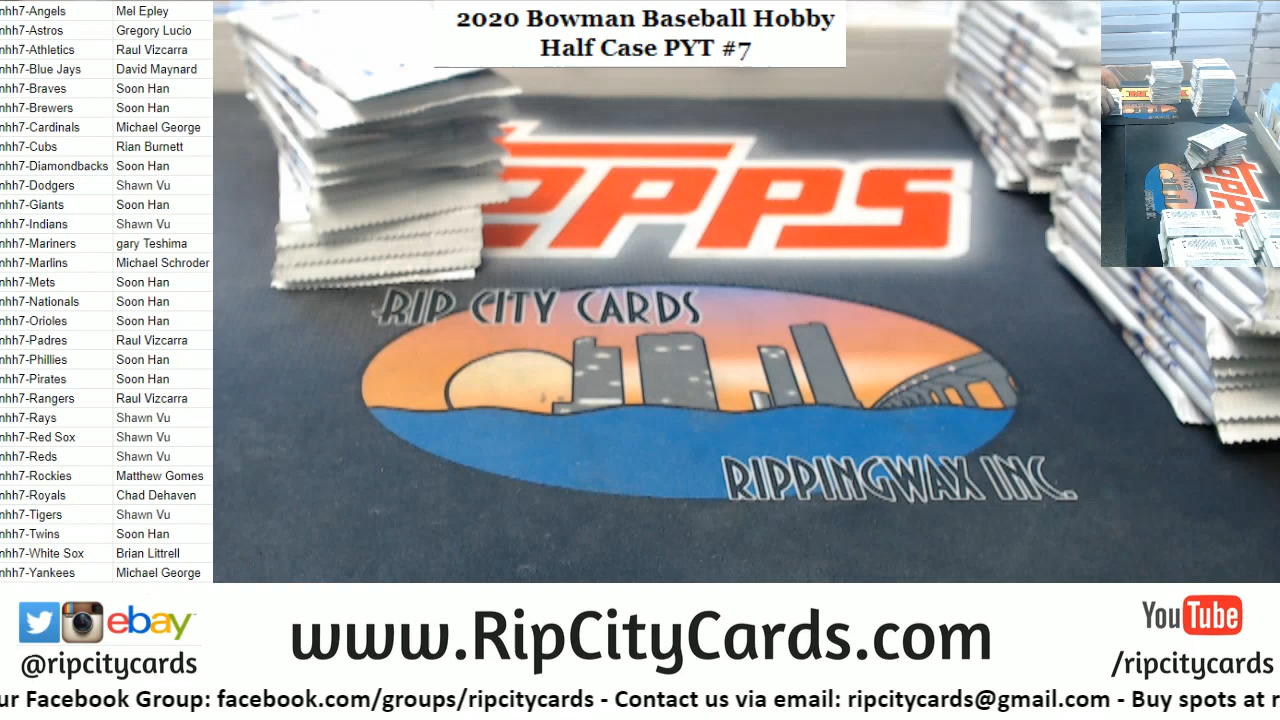 nhh7-Angels Mel Epley
nhh7-Astros Gregory Lucio
nhh7-Athletics Raul Vizcarra
nhh7-Blue Jays David Maynard
nhh7-Braves Soon Han
nhh7-Brewers Soon Han
nhh7-Cardinals Michael George
nhh7-Cubs Rian Burnett
nhh7-Diamondbacks Soon Han
nhh7-Dodgers Shawn Vu
nhh7-Giants Soon Han
nhh7-Indians Shawn Vu
nhh7-Mariners gary Teshima
nhh7-Marlins Michael Schroder
nhh7-Mets Soon Han
nhh7-Nationals Soon Han
nhh7-Orioles Soon Han
nhh7-Padres Raul Vizcarra
nhh7-Phillies Soon Han
nhh7-Pirates Soon Han
nhh7-Rangers Raul Vizcarra
nhh7-Rays Shawn Vu
nhh7-Red Sox Shawn Vu
nhh7-Reds Shawn Vu
nhh7-Rockies Matthew Gomes
nhh7-Royals Chad Dehaven
nhh7-Tigers Shawn Vu
nhh7-Twins Soon Han
nhh7-White Sox Brian Littrell
nhh7-Yankees Michael George
2020 Bowman Baseball Hobby
Half Case PYT #7
TOPPS
RIP CITY CARDS
RIPPINGWAX INC.
ebay
@ripcitycards
www.RipCityCards.com
YouTube
/ripcitycards
ur Facebook Group: facebook.com/groups/ripcitycards - Contact us via email: ripcitycards@gmail.com - Buy spots at r